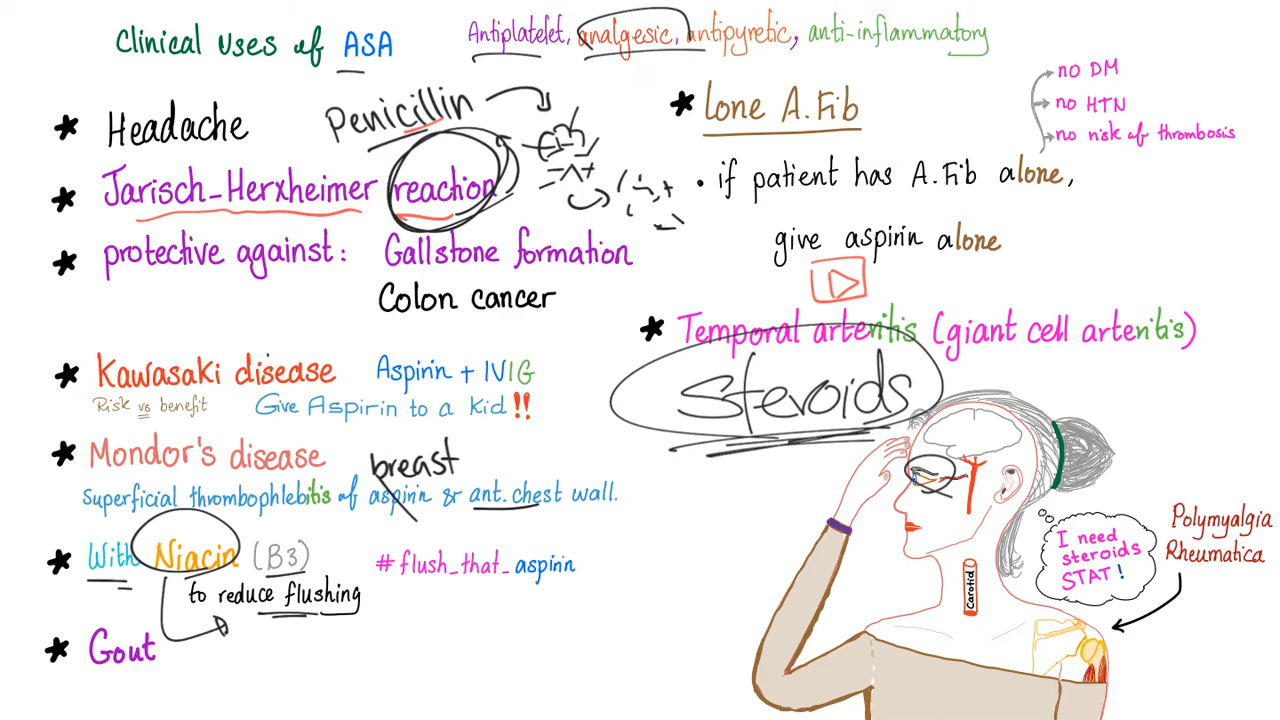 Clinical uses of ASA
Antiplatelet, analgesic, antipyretic, anti-inflammatory
★ Headache
Penicillin
★ Jarisch-Herxheimer reaction
★ protective against: Gallstone formation
Colon cancer
★ Kawasaki disease Aspirin + IVIG
Risk vs benefit Give Aspirin to a kid!!
★ Mondor's disease
breast
Superficial thrombophlebitis of aspirin & ant. chest wall.
★ With Niacin (B3) #flush_that_aspirin
to reduce flushing
★ Gout
★ lone A.Fib
no DM
no HTN
no risk of thrombosis
• if patient has A.Fib alone,
give aspirin alone
★ Temporal arteritis (giant cell arteritis)
steroids
Carotid
I need
steroids
STAT!
Polymyalgia
Rheumatica